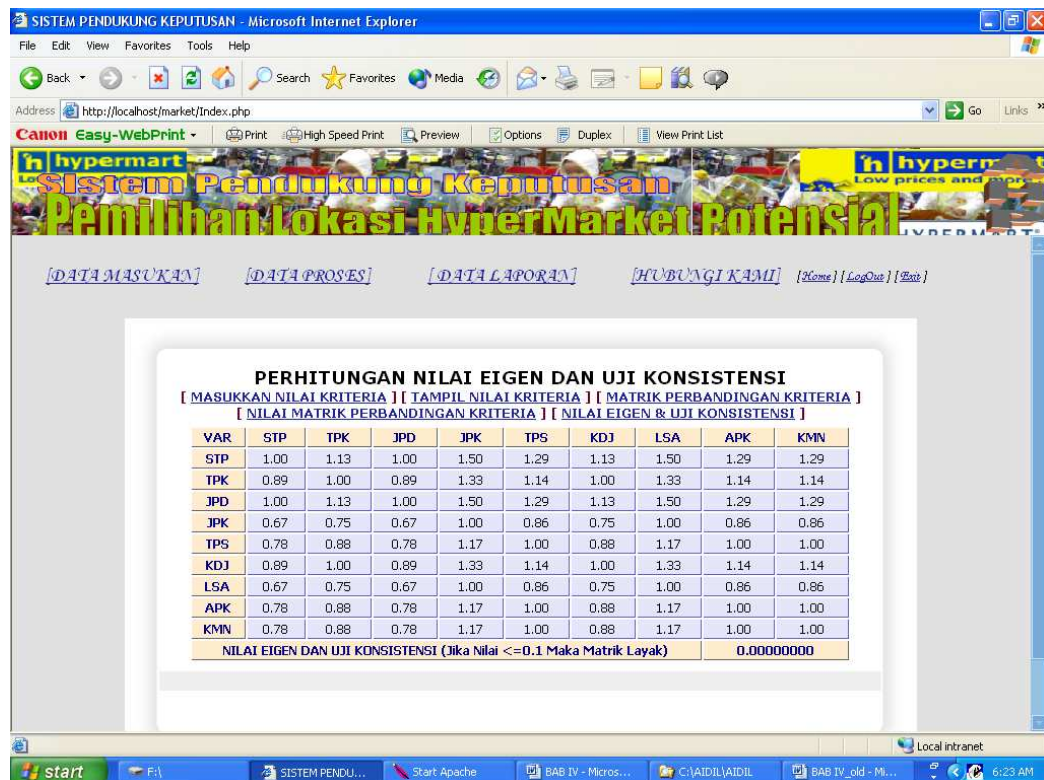 SISTEM PENDUKUNG KEPUTUSAN - Microsoft Internet Explorer
File Edit View Favorites Tools Help
Back Search Favorites Media
Address http://localhost/market/Index.php Go Links »
Canon Easy-WebPrint Print High Speed Print Preview Options Duplex View Print List
hypermart
Sistem Pendukung Keputusan
Low prices and more
Pemilihan Lokasi HyperMarket Potensial
[DATA MASUKAN] [DATA PROSES] [DATA LAPORAN] [HUBUNGI KAMI] [Home] [LogOut] [Exit]
PERHITUNGAN NILAI EIGEN DAN UJI KONSISTENSI
[ MASUKKAN NILAI KRITERIA ] [ TAMPIL NILAI KRITERIA ] [ MATRIK PERBANDINGAN KRITERIA ]
[ NILAI MATRIK PERBANDINGAN KRITERIA ] [ NILAI EIGEN & UJI KONSISTENSI ]
VAR STP TPK JPD JPK TPS KDJ LSA APK KMN
STP 1.00 1.13 1.00 1.50 1.29 1.13 1.50 1.29 1.29
TPK 0.89 1.00 0.89 1.33 1.14 1.00 1.33 1.14 1.14
JPD 1.00 1.13 1.00 1.50 1.29 1.13 1.50 1.29 1.29
JPK 0.67 0.75 0.67 1.00 0.86 0.75 1.00 0.86 0.86
TPS 0.78 0.88 0.78 1.17 1.00 0.88 1.17 1.00 1.00
KDJ 0.89 1.00 0.89 1.33 1.14 1.00 1.33 1.14 1.14
LSA 0.67 0.75 0.67 1.00 0.86 0.75 1.00 0.86 0.86
APK 0.78 0.88 0.78 1.17 1.00 0.88 1.17 1.00 1.00
KMN 0.78 0.88 0.78 1.17 1.00 0.88 1.17 1.00 1.00
NILAI EIGEN DAN UJI KONSISTENSI (Jika Nilai <=0.1 Maka Matrik Layak) 0.00000000
Local intranet
start F:\ SISTEM PENDU... Start Apache BAB IV - Micros... C:\AIDIL\AIDIL BAB IV_old - Mi... 6:23 AM